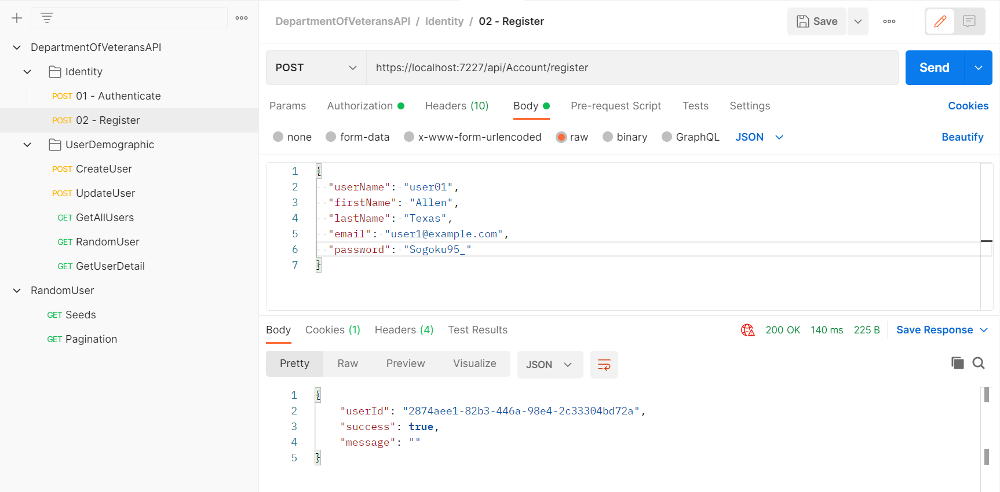 DepartmentOfVeteransAPI
Identity
POST 01 - Authenticate
POST 02 - Register
UserDemographic
POST CreateUser
POST UpdateUser
GET GetAllUsers
GET RandomUser
GET GetUserDetail
RandomUser
GET Seeds
GET Pagination
DepartmentOfVeteransAPI / Identity / 02 - Register
Save
POST https://localhost:7227/api/Account/register Send
Params Authorization Headers (10) Body Pre-request Script Tests Settings Cookies
none form-data x-www-form-urlencoded raw binary GraphQL JSON Beautify
1 {
2 "userName": "user01",
3 "firstName": "Allen",
4 "lastName": "Texas",
5 "email": "user1@example.com",
6 "password": "Sogoku95_"
7 }
Body Cookies (1) Headers (4) Test Results 200 OK 140 ms 225 B Save Response
Pretty Raw Preview Visualize JSON
1 {
2 "userId": "2874aee1-82b3-446a-98e4-2c33304bd72a",
3 "success": true,
4 "message": ""
5 }